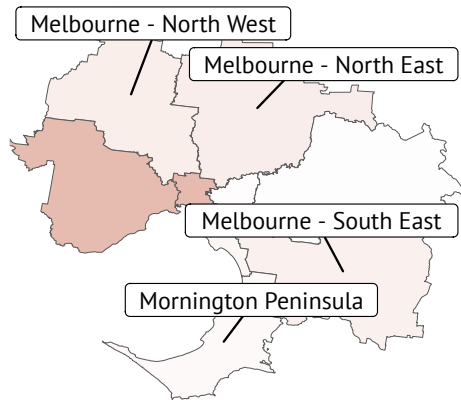 Melbourne - North West
Melbourne - North East
Melbourne - South East
Mornington Peninsula